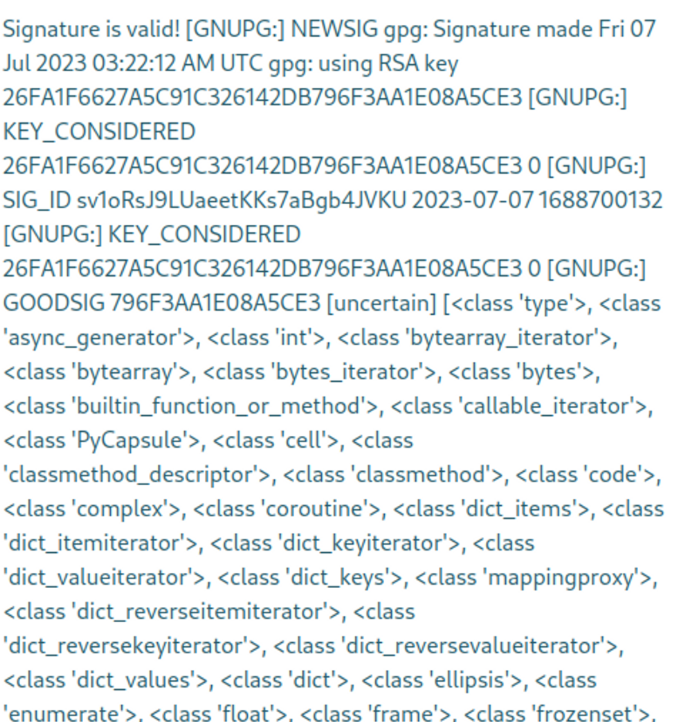 Signature is valid! [GNUPG:] NEWSIG gpg: Signature made Fri 07
Jul 2023 03:22:12 AM UTC gpg: using RSA key
26FA1F6627A5C91C326142DB796F3AA1E08A5CE3 [GNUPG:]
KEY_CONSIDERED
26FA1F6627A5C91C326142DB796F3AA1E08A5CE3 0 [GNUPG:]
SIG_ID sv1oRsJ9LUaeetKKs7aBgb4JVKU 2023-07-07 1688700132
[GNUPG:] KEY_CONSIDERED
26FA1F6627A5C91C326142DB796F3AA1E08A5CE3 0 [GNUPG:]
GOODSIG 796F3AA1E08A5CE3 [uncertain] [<class 'type'>, <class
'async_generator'>, <class 'int'>, <class 'bytearray_iterator'>,
<class 'bytearray'>, <class 'bytes_iterator'>, <class 'bytes'>,
<class 'builtin_function_or_method'>, <class 'callable_iterator'>,
<class 'PyCapsule'>, <class 'cell'>, <class
'classmethod_descriptor'>, <class 'classmethod'>, <class 'code'>,
<class 'complex'>, <class 'coroutine'>, <class 'dict_items'>, <class
'dict_itemiterator'>, <class 'dict_keyiterator'>, <class
'dict_valueiterator'>, <class 'dict_keys'>, <class 'mappingproxy'>,
<class 'dict_reverseitemiterator'>, <class
'dict_reversekeyiterator'>, <class 'dict_reversevalueiterator'>,
<class 'dict_values'>, <class 'dict'>, <class 'ellipsis'>, <class
'enumerate'>, <class 'float'>, <class 'frame'>, <class 'frozenset'>,